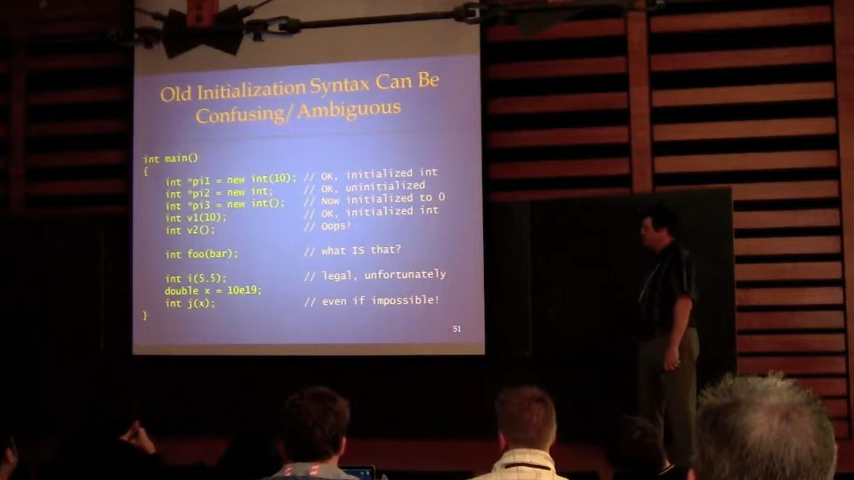 Old Initialization Syntax Can Be
Confusing/Ambiguous
int main()
{
int *pi1 = new int(10); // OK, initialized int
int *pi2 = new int; // OK, uninitialized
int *pi3 = new int(); // Now initialized to 0
int v1(10); // OK, initialized int
int v2(); // Oops!
int foo(bar); // what IS that?
int i(5.5); // legal, unfortunately
double x = 10e19;
int j(x); // even if impossible!
}
51